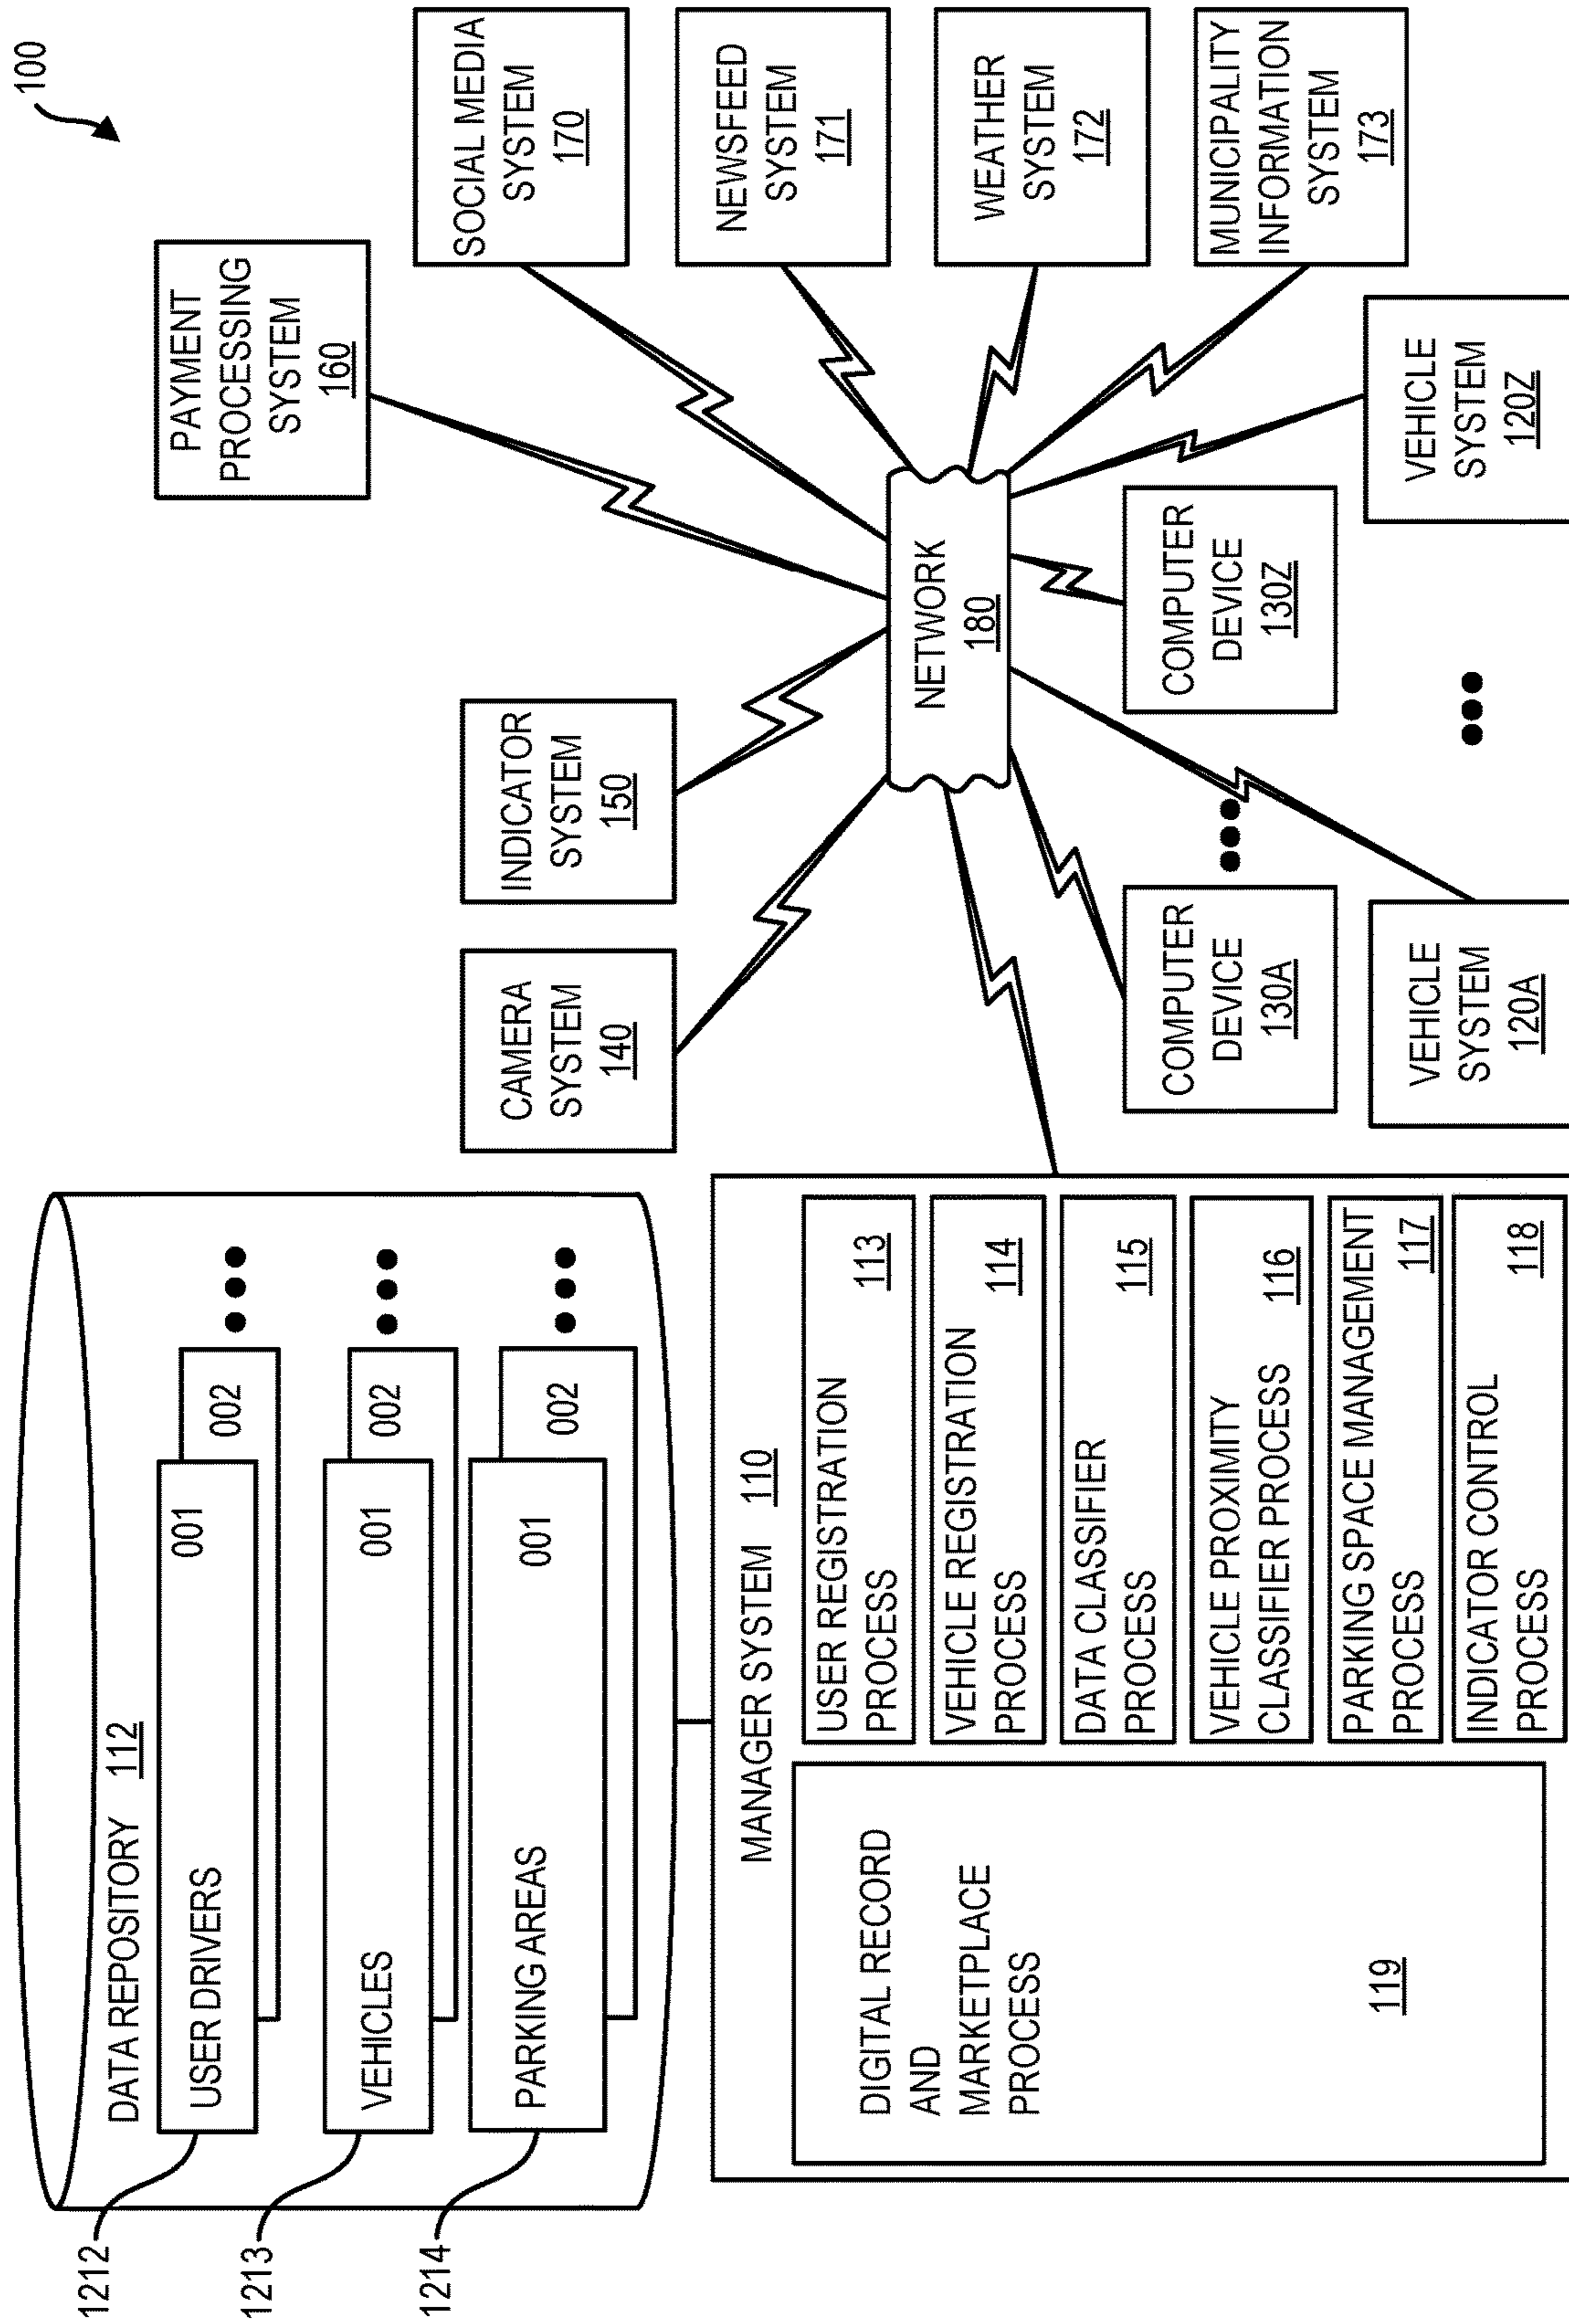 100
1212
1213
1214
DATA REPOSITORY 112
USER DRIVERS
001
002
VEHICLES
001
002
PARKING AREAS
001
002
MANAGER SYSTEM 110
DIGITAL RECORD
AND
MARKETPLACE
PROCESS
119
USER REGISTRATION
PROCESS
113
VEHICLE REGISTRATION
PROCESS
114
DATA CLASSIFIER
PROCESS
115
VEHICLE PROXIMITY
CLASSIFIER PROCESS
116
PARKING SPACE MANAGEMENT
PROCESS
117
INDICATOR CONTROL
PROCESS
118
CAMERA
SYSTEM
140
INDICATOR
SYSTEM
150
PAYMENT
PROCESSING
SYSTEM
160
SOCIAL MEDIA
SYSTEM
170
NEWSFEED
SYSTEM
171
WEATHER
SYSTEM
172
MUNICIPALITY
INFORMATION
SYSTEM
173
NETWORK
180
COMPUTER
DEVICE
130A
COMPUTER
DEVICE
130Z
VEHICLE
SYSTEM
120A
VEHICLE
SYSTEM
120Z